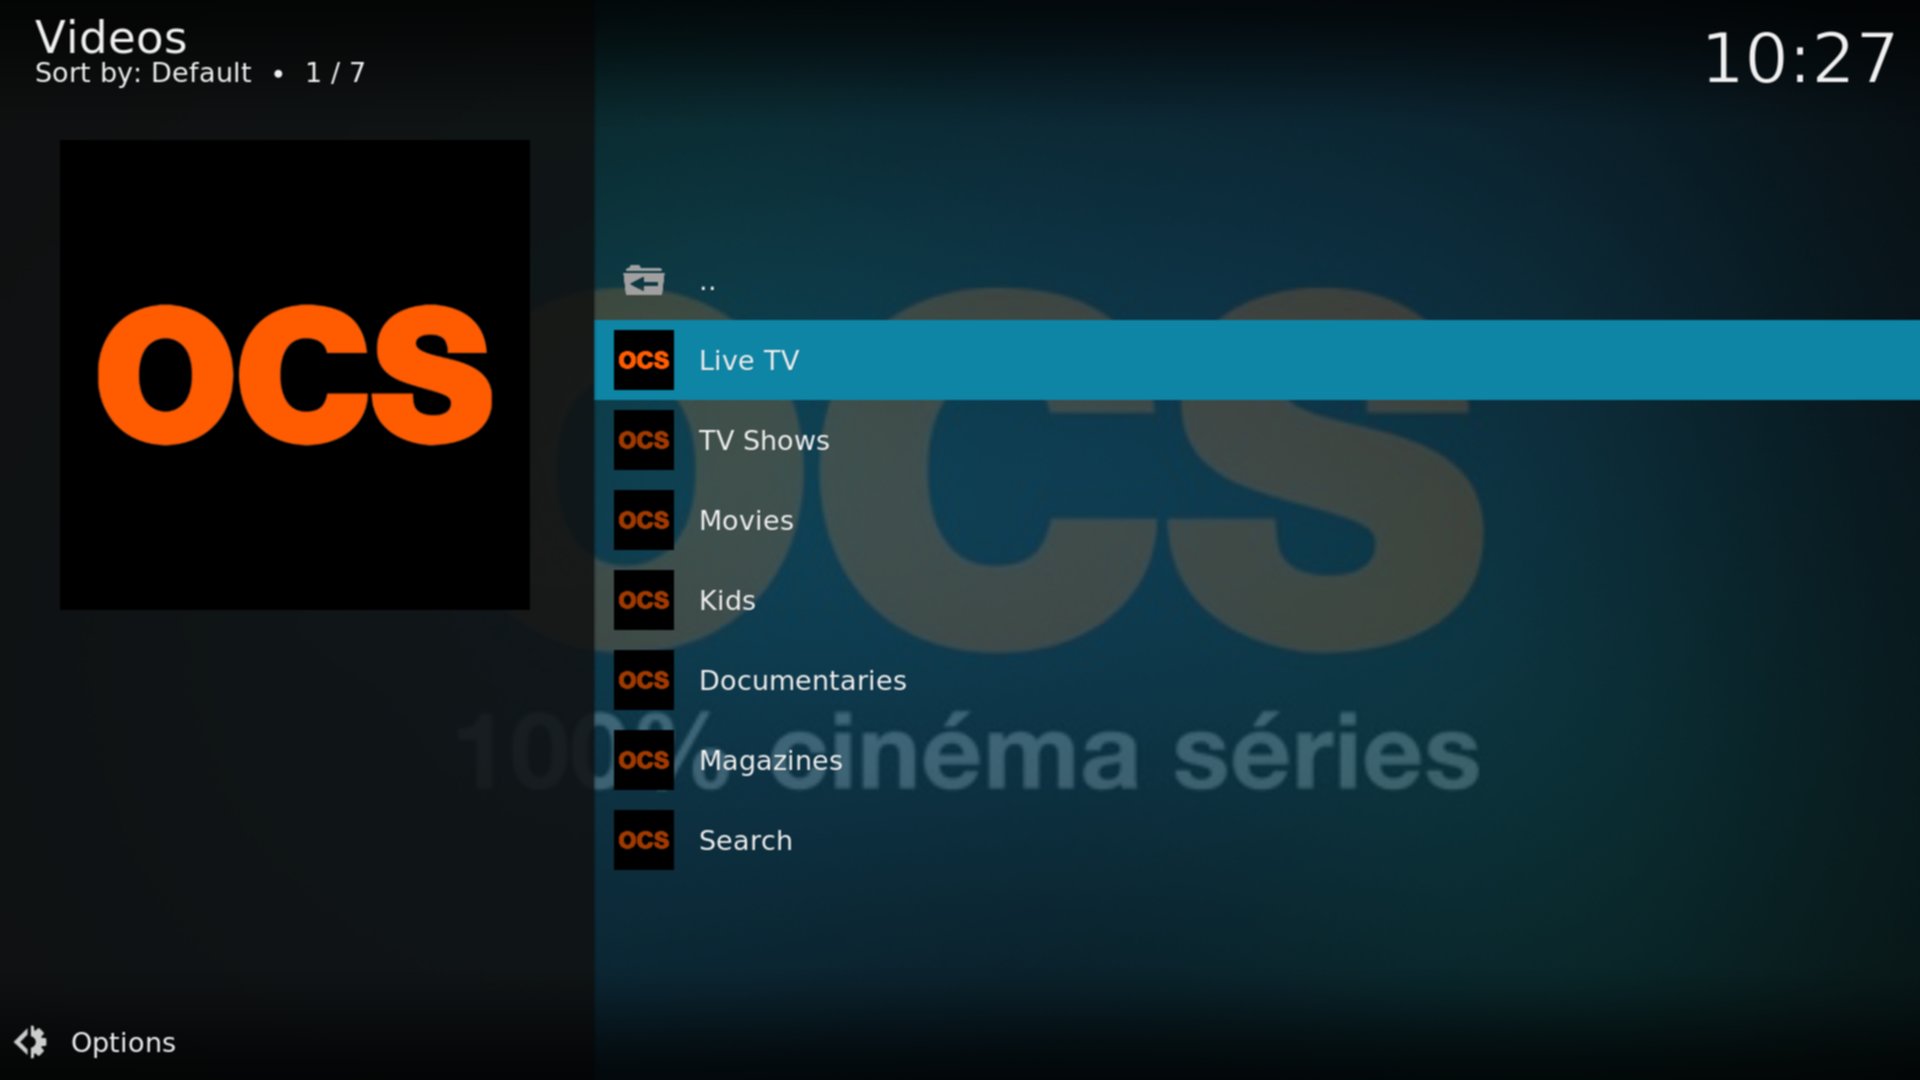 Videos
Sort by: Default • 1 / 7
10:27
OCS
..
OCS Live TV
OCS TV Shows
OCS Movies
OCS Kids
OCS Documentaries
OCS Magazines
OCS Search
OCS
100% cinéma séries
Options